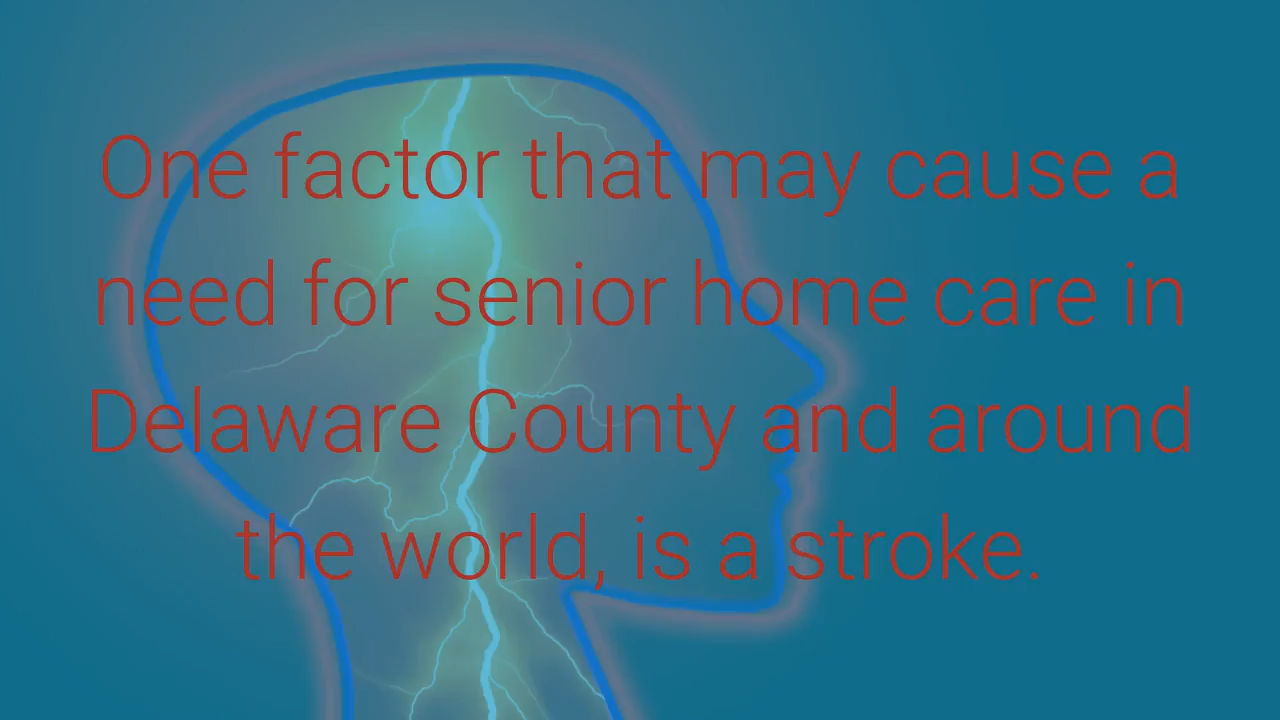 One factor that may cause a
need for senior home care in
Delaware County and around
the world, is a stroke.